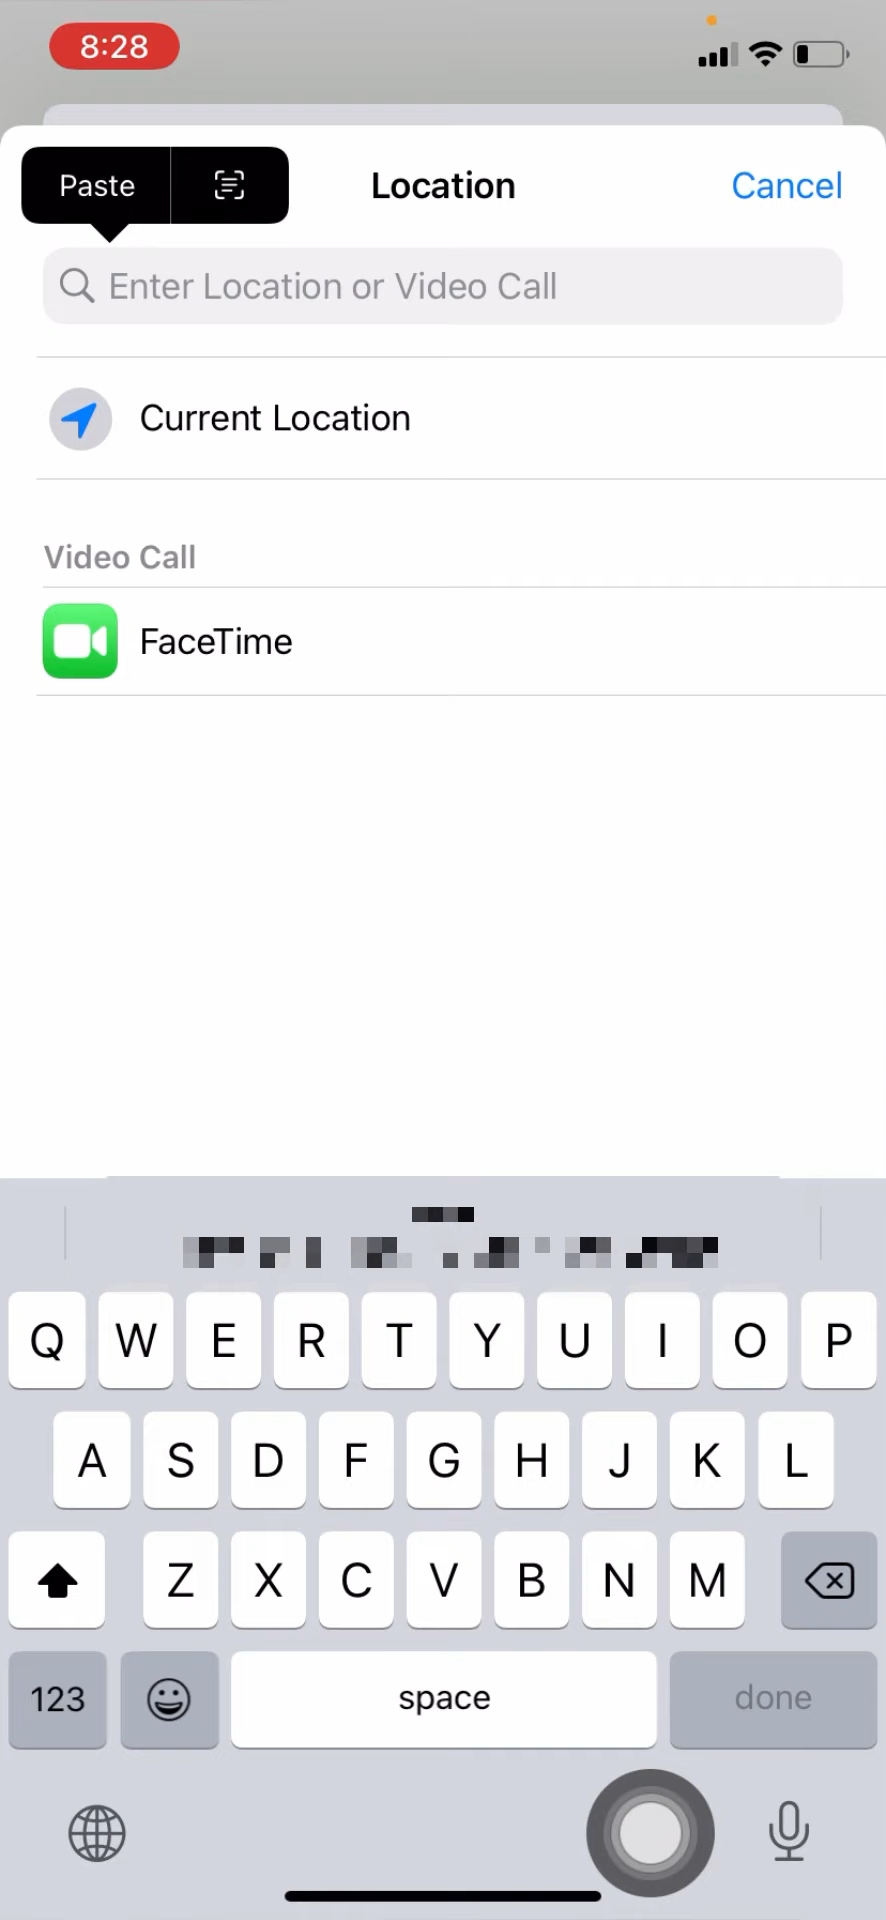 8:28
Paste
Location
Cancel
Enter Location or Video Call
Current Location
Video Call
FaceTime
Q W E R T Y U I O P
A S D F G H J K L
Z X C V B N M
123
space
done